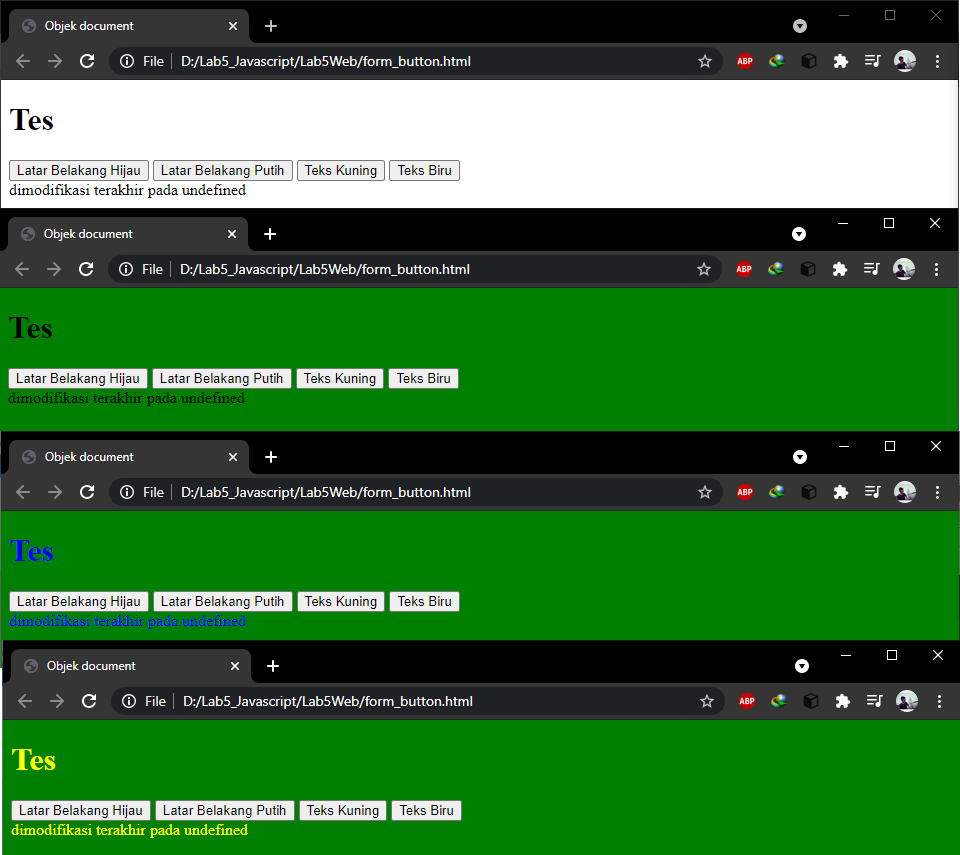 Objek document
File D:/Lab5_Javascript/Lab5Web/form_button.html ABP
Tes
Latar Belakang Hijau Latar Belakang Putih Teks Kuning Teks Biru
dimodifikasi terakhir pada undefined
Objek document
File D:/Lab5_Javascript/Lab5Web/form_button.html ABP
Tes
Latar Belakang Hijau Latar Belakang Putih Teks Kuning Teks Biru
dimodifikasi terakhir pada undefined
Objek document
File D:/Lab5_Javascript/Lab5Web/form_button.html ABP
Tes
Latar Belakang Hijau Latar Belakang Putih Teks Kuning Teks Biru
dimodifikasi terakhir pada undefined
Objek document
File D:/Lab5_Javascript/Lab5Web/form_button.html ABP
Tes
Latar Belakang Hijau Latar Belakang Putih Teks Kuning Teks Biru
dimodifikasi terakhir pada undefined